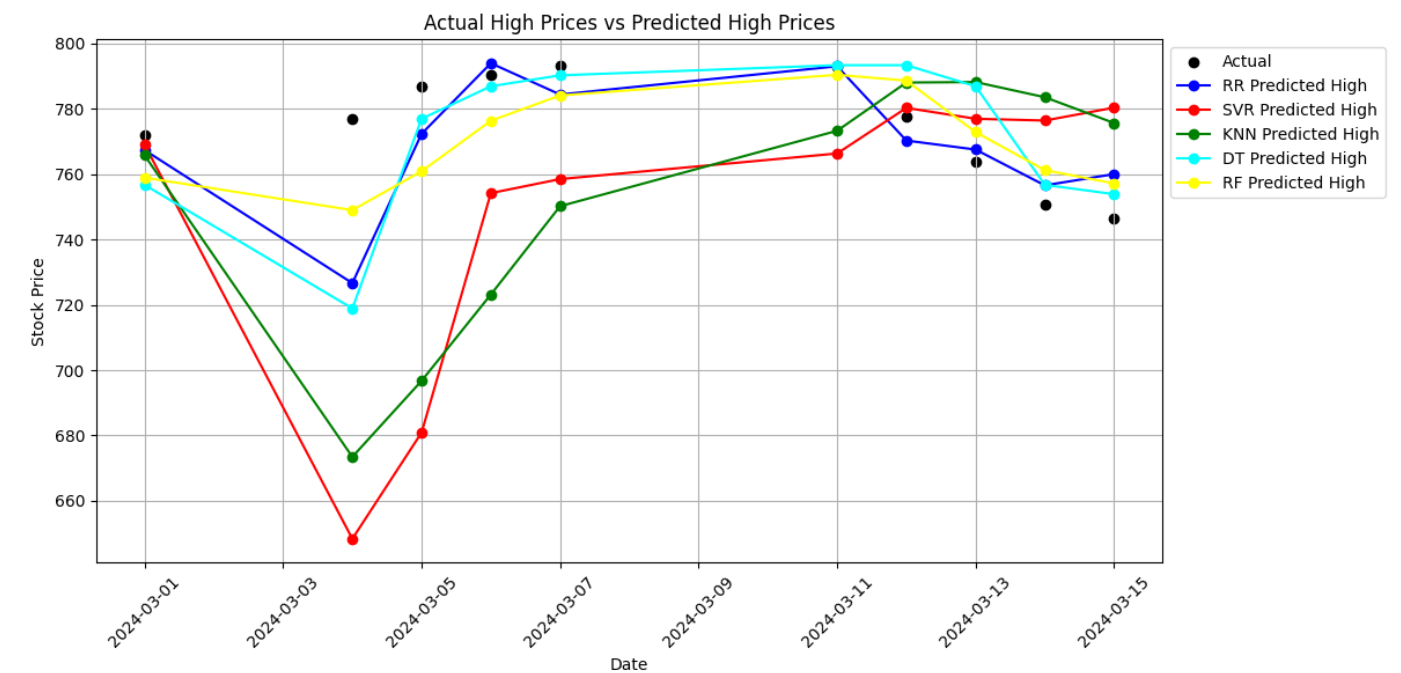 Actual High Prices vs Predicted High Prices
800
780
760
740
720
700
680
660
Stock Price
2024-03-01
2024-03-03
2024-03-05
2024-03-07
2024-03-09
2024-03-11
2024-03-13
2024-03-15
Date
Actual
RR Predicted High
SVR Predicted High
KNN Predicted High
DT Predicted High
RF Predicted High